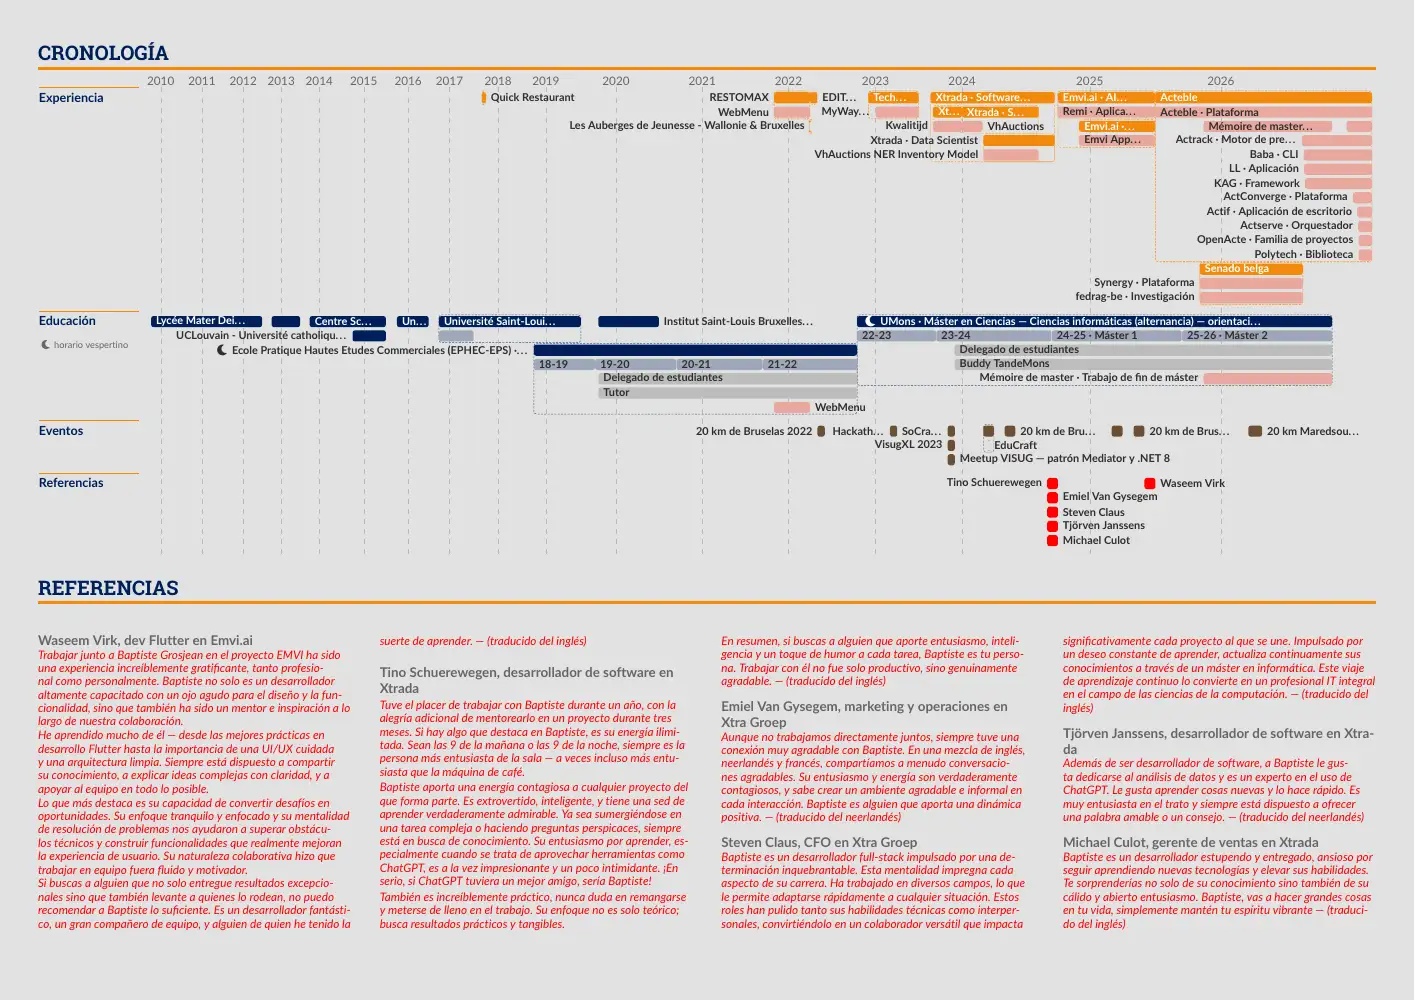 CRONOLOGÍA
2010 2011 2012 2013 2014 2015 2016 2017 2018 2019 2020 2021 2022 2023 2024 2025 2026
Experiencia
Quick Restaurant RESTOMAX EDIT... Tech... Xtrada · Software... Emvi.ai · AI... Acteble
WebMenu MyWay... Xt... Xtrada · S... Remi · Aplica... Acteble · Plataforma
Les Auberges de Jeunesse - Wallonie & Bruxelles Kwalitijd VhAuctions Emvi.ai ·... Mémoire de master...
Xtrada · Data Scientist Emvi App... Actrack · Motor de pre...
VhAuctions NER Inventory Model Baba · CLI
LL · Aplicación
KAG · Framework
ActConverge · Plataforma
Actif · Aplicación de escritorio
Actserve · Orquestador
OpenActe · Familia de proyectos
Polytech · Biblioteca
Senado belga
Synergy · Plataforma
fedrag-be · Investigación
Educación
Lycée Mater Dei... Centre Sc... Un... Université Saint-Loui... Institut Saint-Louis Bruxelles... UMons · Máster en Ciencias — Ciencias informáticas (alternancia) — orientaci...
UCLouvain - Université catholiqu... 22-23 23-24 24-25 · Máster 1 25-26 · Máster 2
horario vespertino
Ecole Pratique Hautes Etudes Commerciales (EPHEC-EPS) ·... Delegado de estudiantes
18-19 19-20 20-21 21-22 Buddy TandeMons
Delegado de estudiantes Mémoire de master · Trabajo de fin de máster
Tutor
WebMenu
Eventos
20 km de Bruselas 2022 Hackath... SoCra... 20 km de Bru... 20 km de Brus... 20 km Maredsou...
VisugXL 2023 EduCraft
Meetup VISUG — patrón Mediator y .NET 8
Referencias
Tino Schuerewegen Waseem Virk
Emiel Van Gysegem
Steven Claus
Tjörven Janssens
Michael Culot
REFERENCIAS
Waseem Virk, dev Flutter en Emvi.ai
Trabajar junto a Baptiste Grosjean en el proyecto EMVI ha sido
una experiencia increíblemente gratificante, tanto profesio-
nal como personalmente. Baptiste no solo es un desarrollador
altamente capacitado con un ojo agudo para el diseño y la fun-
cionalidad, sino que también ha sido un mentor e inspiración a lo
largo de nuestra colaboración.
He aprendido mucho de él — desde las mejores prácticas en
desarrollo Flutter hasta la importancia de una UI/UX cuidada
y una arquitectura limpia. Siempre está dispuesto a compartir
su conocimiento, a explicar ideas complejas con claridad, y a
apoyar al equipo en todo lo posible.
Lo que más destaca es su capacidad de convertir desafíos en
oportunidades. Su enfoque tranquilo y enfocado y su mentalidad
de resolución de problemas nos ayudaron a superar obstácu-
los técnicos y construir funcionalidades que realmente mejoran
la experiencia de usuario. Su naturaleza colaborativa hizo que
trabajar en equipo fuera fluido y motivador.
Si buscas a alguien que no solo entregue resultados excepcio-
nales sino que también levante a quienes lo rodean, no puedo
recomendar a Baptiste lo suficiente. Es un desarrollador fantásti-
co, un gran compañero de equipo, y alguien de quien he tenido la
suerte de aprender. — (traducido del inglés)
Tino Schuerewegen, desarrollador de software en
Xtrada
Tuve el placer de trabajar con Baptiste durante un año, con la
alegría adicional de mentorearlo en un proyecto durante tres
meses. Si hay algo que destaca en Baptiste, es su energía ilimi-
tada. Sean las 9 de la mañana o las 9 de la noche, siempre es la
persona más entusiasta de la sala — a veces incluso más entu-
siasta que la máquina de café.
Baptiste aporta una energía contagiosa a cualquier proyecto del
que forma parte. Es extrovertido, inteligente, y tiene una sed de
aprender verdaderamente admirable. Ya sea sumergiéndose en
una tarea compleja o haciendo preguntas perspicaces, siempre
está en busca de conocimiento. Su entusiasmo por aprender, es-
pecialmente cuando se trata de aprovechar herramientas como
ChatGPT, es a la vez impresionante y un poco intimidante. ¡En
serio, si ChatGPT tuviera un mejor amigo, sería Baptiste!
También es increíblemente práctico, nunca duda en remangarse
y meterse de lleno en el trabajo. Su enfoque no es solo teórico;
busca resultados prácticos y tangibles.
En resumen, si buscas a alguien que aporte entusiasmo, inteli-
gencia y un toque de humor a cada tarea, Baptiste es tu perso-
na. Trabajar con él no fue solo productivo, sino genuinamente
agradable. — (traducido del inglés)
Emiel Van Gysegem, marketing y operaciones en
Xtra Groep
Aunque no trabajamos directamente juntos, siempre tuve una
conexión muy agradable con Baptiste. En una mezcla de inglés,
neerlandés y francés, compartíamos a menudo conversacio-
nes agradables. Su entusiasmo y energía son verdaderamente
contagiosos, y sabe crear un ambiente agradable e informal en
cada interacción. Baptiste es alguien que aporta una dinámica
positiva. — (traducido del neerlandés)
Steven Claus, CFO en Xtra Groep
Baptiste es un desarrollador full-stack impulsado por una de-
terminación inquebrantable. Esta mentalidad impregna cada
aspecto de su carrera. Ha trabajado en diversos campos, lo que
le permite adaptarse rápidamente a cualquier situación. Estos
roles han pulido tanto sus habilidades técnicas como interper-
sonales, convirtiéndolo en un colaborador versátil que impacta
significativamente cada proyecto al que se une. Impulsado por
un deseo constante de aprender, actualiza continuamente sus
conocimientos a través de un máster en informática. Este viaje
de aprendizaje continuo lo convierte en un profesional IT integral
en el campo de las ciencias de la computación. — (traducido del
inglés)
Tjörven Janssens, desarrollador de software en Xtra-
da
Además de ser desarrollador de software, a Baptiste le gus-
ta dedicarse al análisis de datos y es un experto en el uso de
ChatGPT. Le gusta aprender cosas nuevas y lo hace rápido. Es
muy entusiasta en el trato y siempre está dispuesto a ofrecer
una palabra amable o un consejo. — (traducido del neerlandés)
Michael Culot, gerente de ventas en Xtrada
Baptiste es un desarrollador estupendo y entregado, ansioso por
seguir aprendiendo nuevas tecnologías y elevar sus habilidades.
Te sorprenderías no solo de su conocimiento sino también de su
cálido y abierto entusiasmo. Baptiste, vas a hacer grandes cosas
en tu vida, simplemente mantén tu espíritu vibrante — (traduci-
do del inglés)